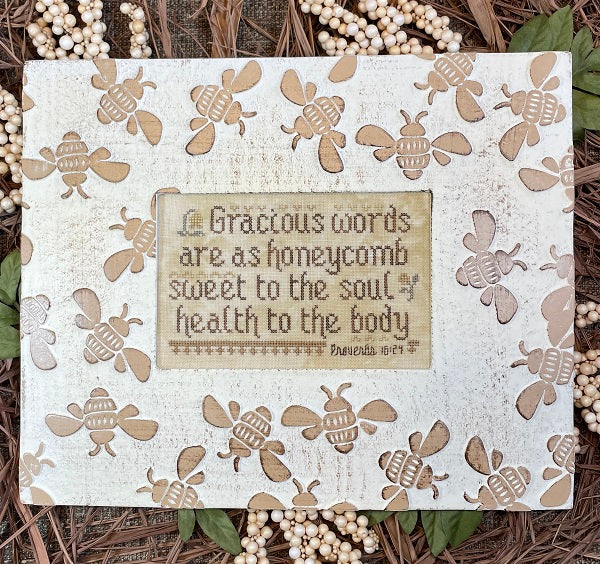 Gracious words
are as honeycomb
sweet to the soul
health to the body
Proverbs 16:24